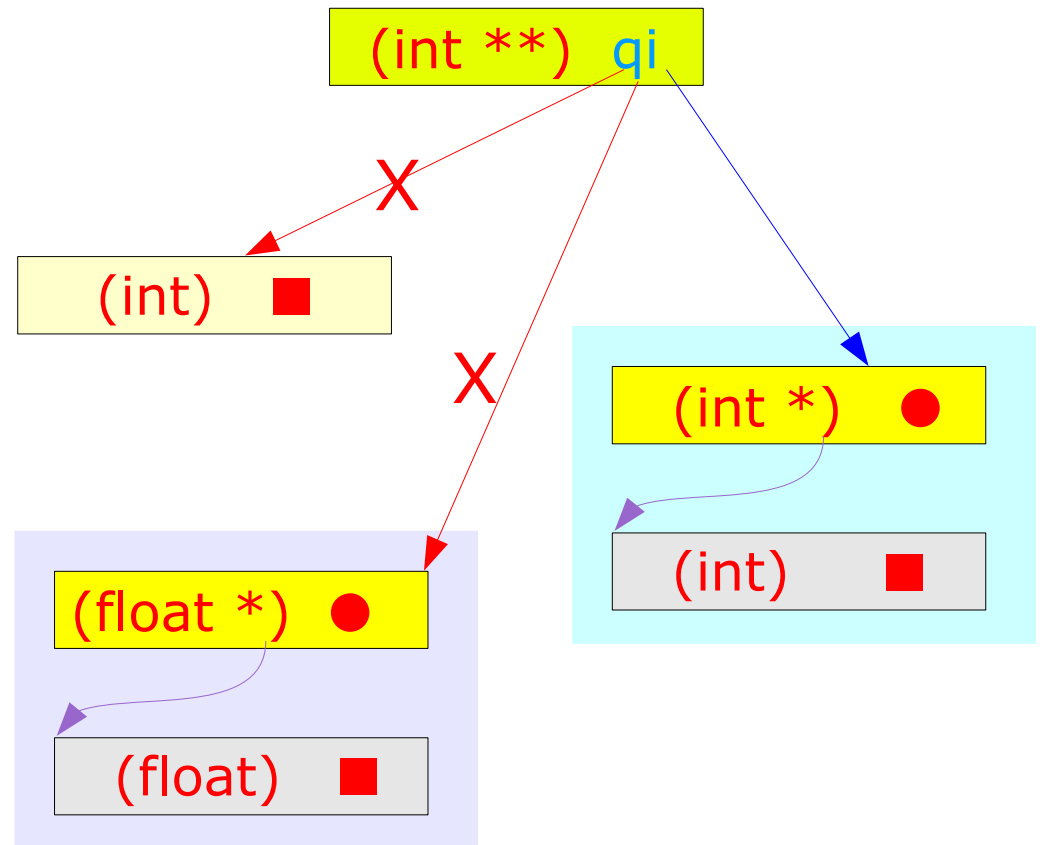 (int **) qi
X
(int)
X
(int *)
(int)
(float *)
(float)